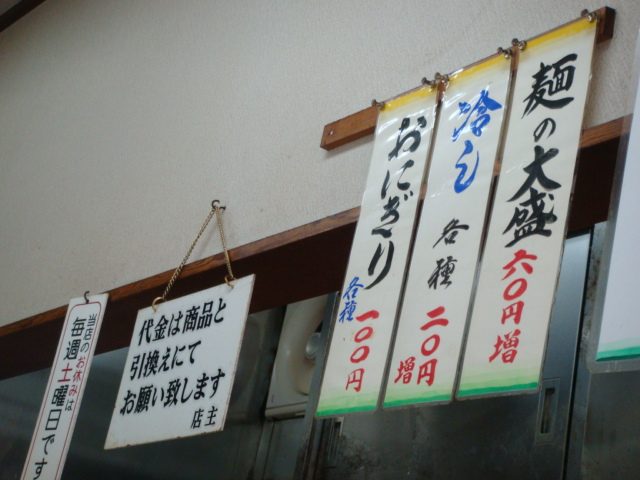 麺の大盛
六〇円増
冷し
各種
二〇円
増
おにぎり
各種
一〇〇円
代金は商品と
引換えにて
お願い致します
店主
当店のお休みは
毎週土曜日です